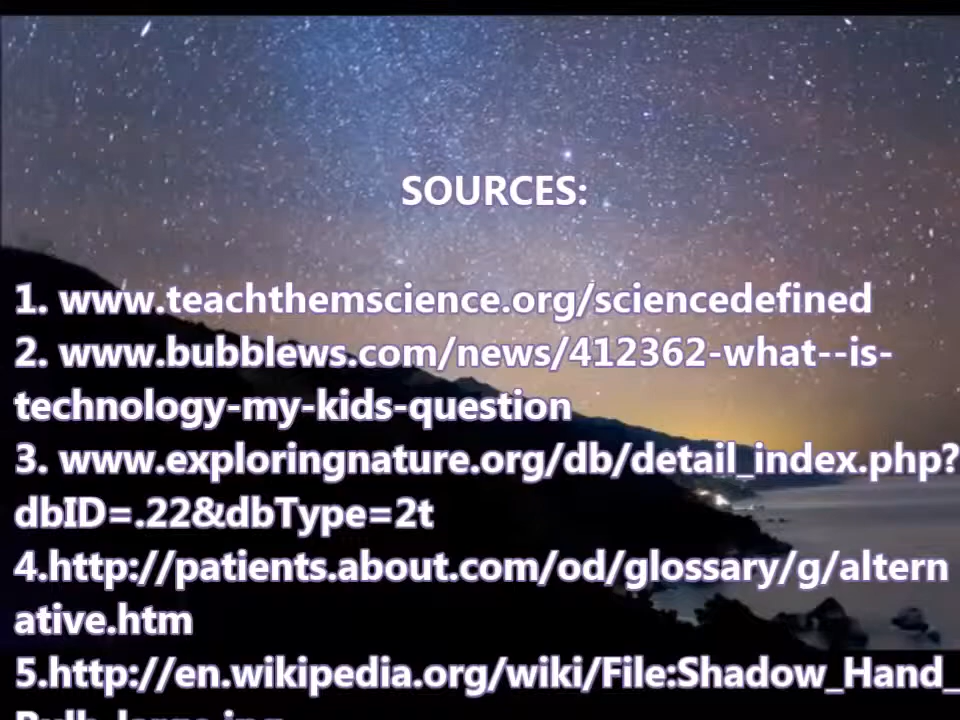 SOURCES:
1. www.teachthemscience.org/sciencedefined
2. www.bubblews.com/news/412362-what--is-
technology-my-kids-question
3. www.exploringnature.org/db/detail_index.php?
dbID=.22&dbType=2t
4.http://patients.about.com/od/glossary/g/altern
ative.htm
5.http://en.wikipedia.org/wiki/File:Shadow_Hand_
Bulb_large.jpg